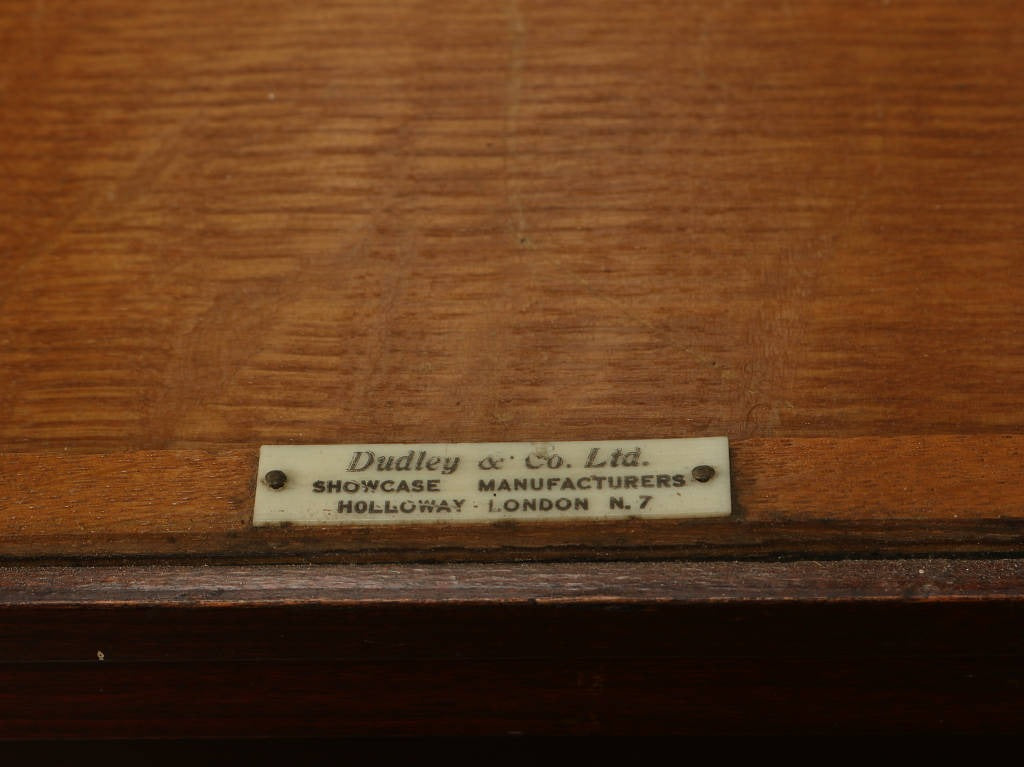 Dudley & Co. Ltd.
SHOWCASE MANUFACTURERS
HOLLOWAY - LONDON N. 7